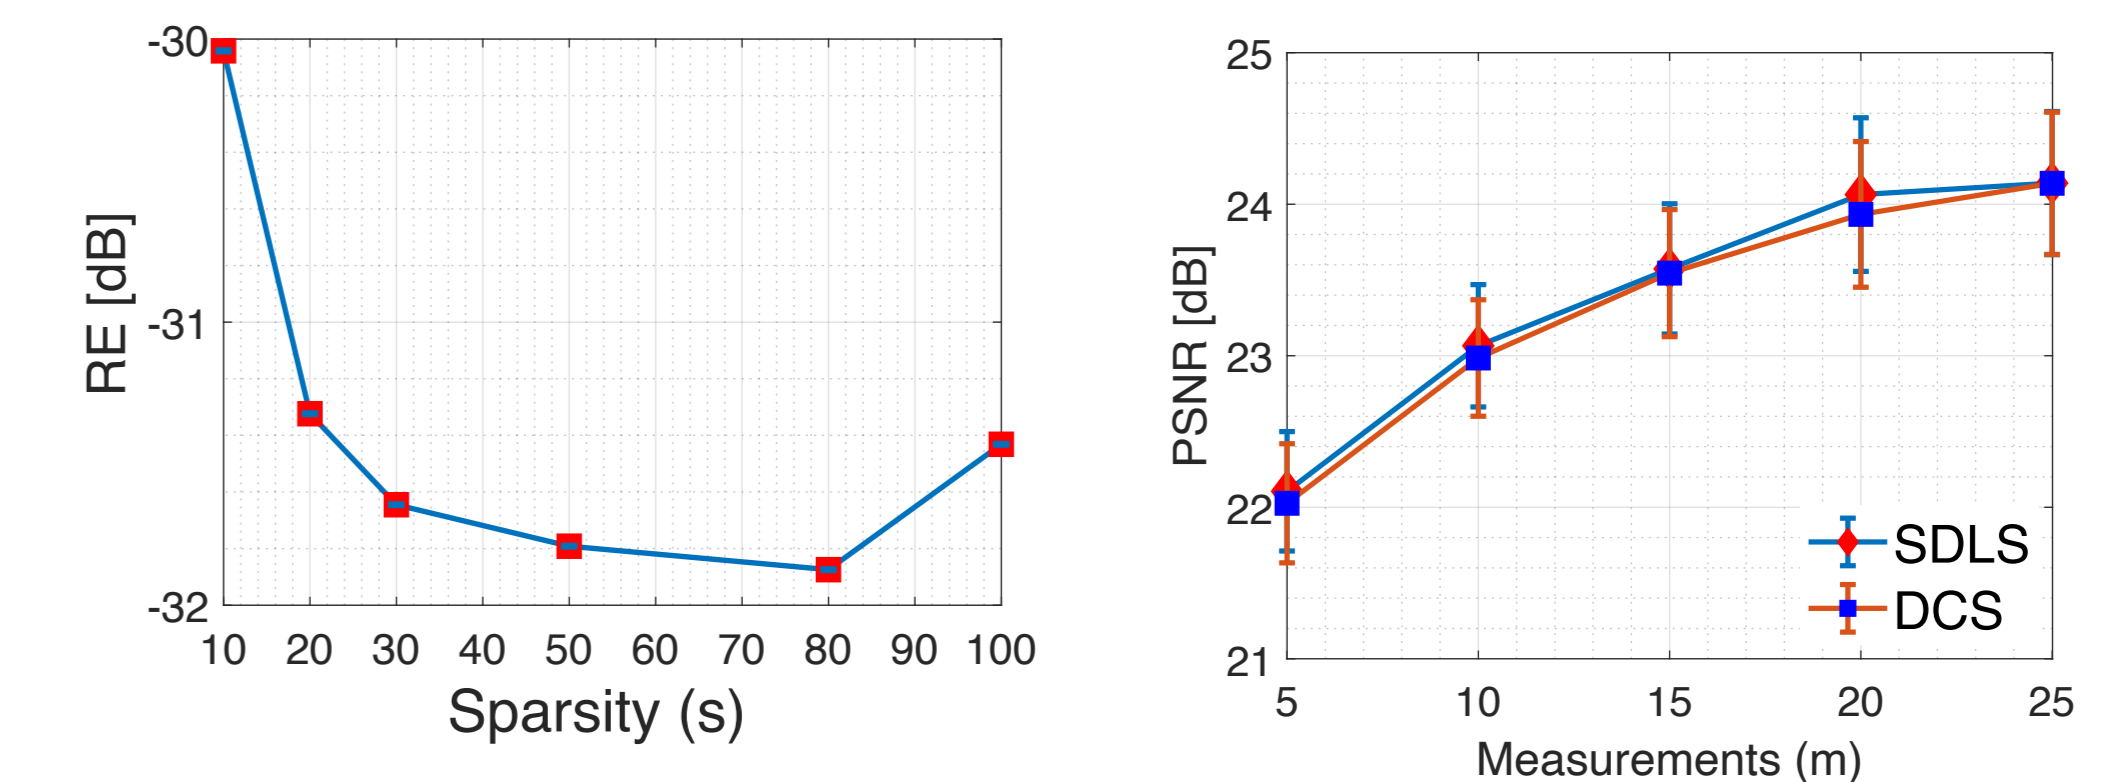 -30
-31
-32
RE [dB]
10 20 30 40 50 60 70 80 90 100
Sparsity (s)
25
24
23
22
21
PSNR [dB]
SDLS
DCS
5 10 15 20 25
Measurements (m)